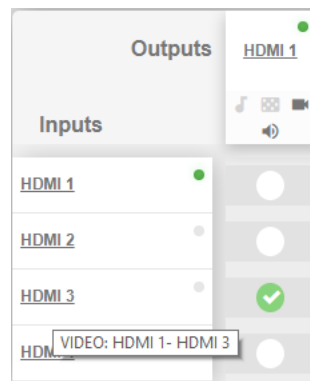 Outputs
HDMI 1
Inputs
HDMI 1
HDMI 2
HDMI 3
VIDEO: HDMI 1- HDMI 3